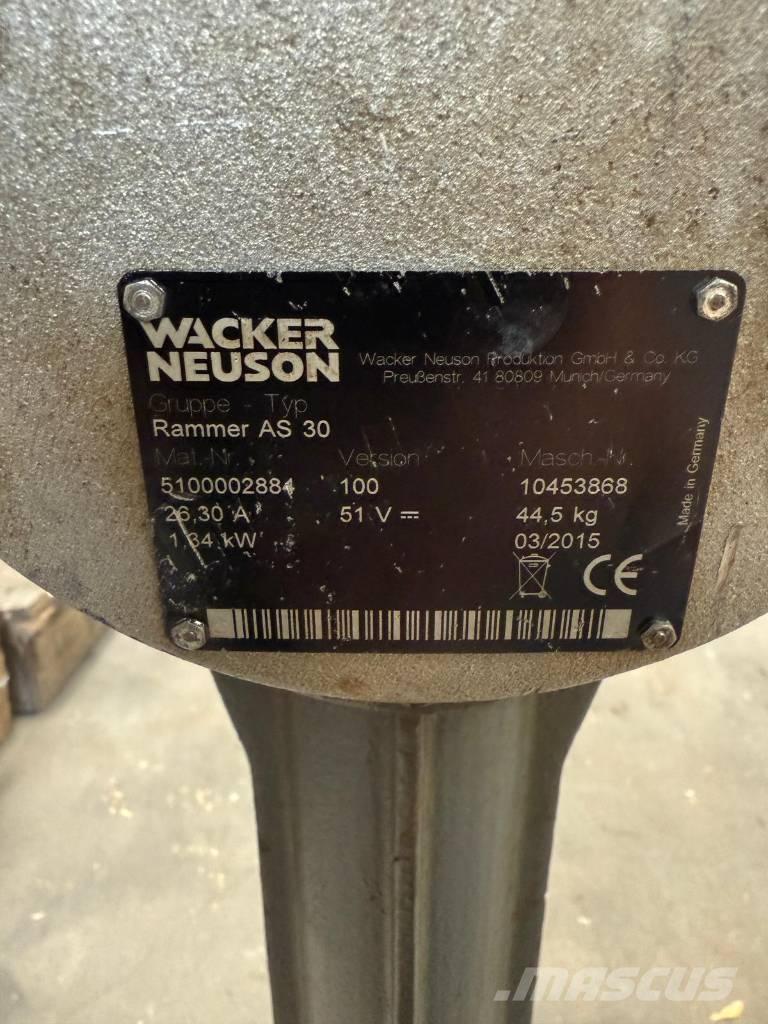 WACKER
NEUSON
Wacker Neuson Produktion GmbH & Co. KG
Preußenstr. 41 80809 Munich/Germany
Gruppe - Typ
Rammer AS 30
Mat.-Nr. Version Masch.-Nr.
5100002884 100 10453868
26,30 A 51 V 44,5 kg
1,34 kW 03/2015
CE
Made in Germany
MASCUS